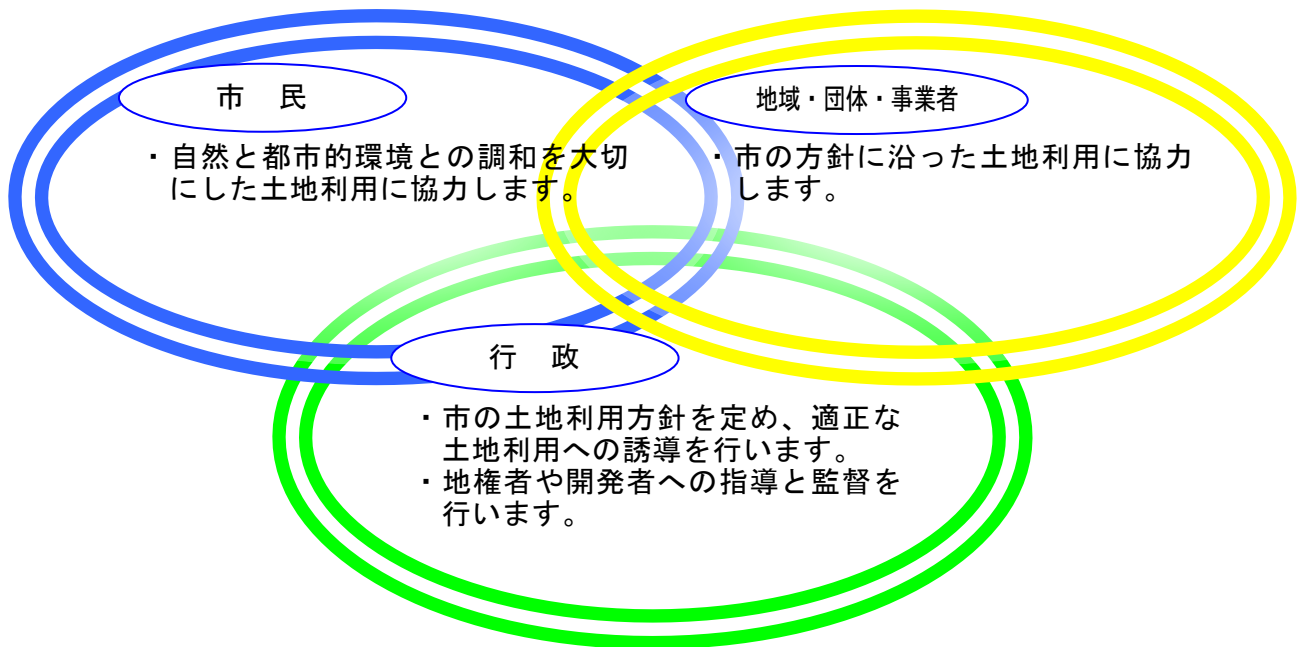 市　民
・自然と都市的環境との調和を大切
にした土地利用に協力します。
地域・団体・事業者
・市の方針に沿った土地利用に協力
します。
行　政
・市の土地利用方針を定め、適正な
土地利用への誘導を行います。
・地権者や開発者への指導と監督を
行います。